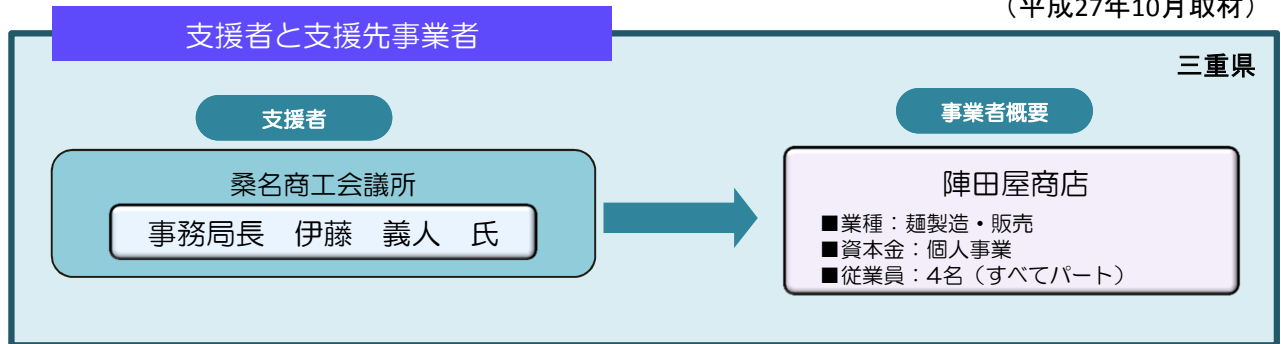 （平成27年10月取材）
支援者と支援先事業者
三重県
支援者
桑名商工会議所
事務局長　伊藤　義人　氏
事業者概要
陣田屋商店
■業種：麺製造・販売
■資本金：個人事業
■従業員：4名（すべてパート）